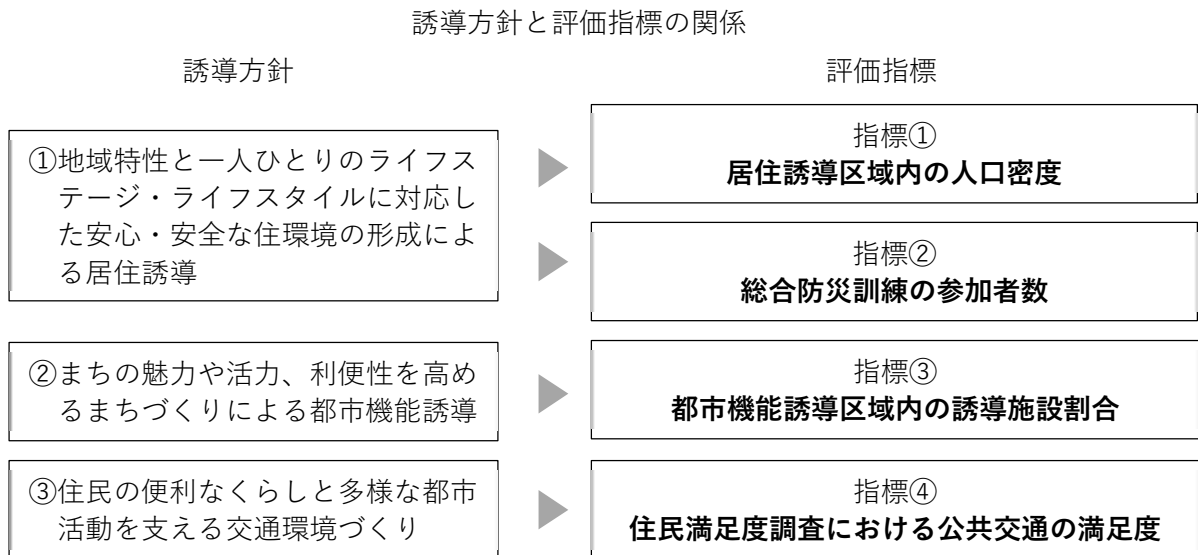 誘導方針と評価指標の関係
誘導方針
評価指標
①地域特性と一人ひとりのライフス
テージ・ライフスタイルに対応し
た安心・安全な住環境の形成によ
る居住誘導
指標①
居住誘導区域内の人口密度
指標②
総合防災訓練の参加者数
②まちの魅力や活力、利便性を高め
るまちづくりによる都市機能誘導
指標③
都市機能誘導区域内の誘導施設割合
③住民の便利なくらしと多様な都市
活動を支える交通環境づくり
指標④
住民満足度調査における公共交通の満足度